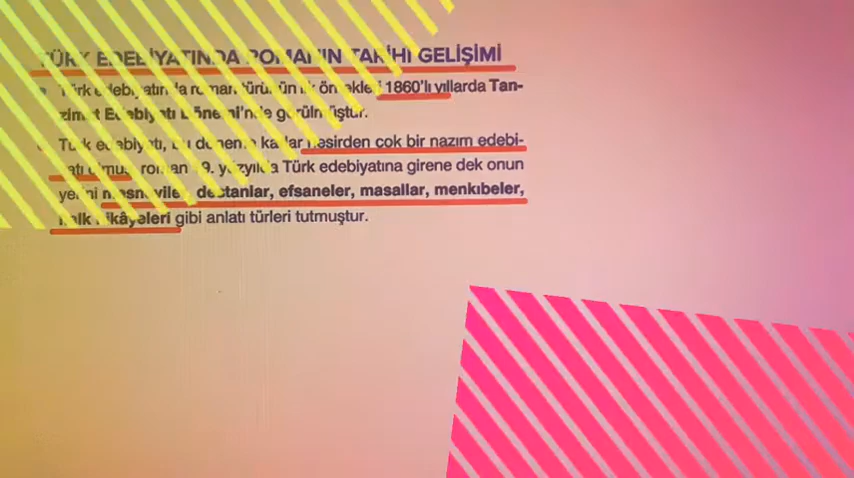 TÜRK EDEBİYATINDA ROMANIN TARİHİ GELİŞİMİ
Türk edebiyatında roman türünün ilk örnekleri 1860'lı yıllarda Tan-
zimat Edebiyatı Dönemi'nde görülmüştür.
Türk edebiyatı, bu döneme kadar nesirden çok bir nazım edebi-
yatı olmuş, roman 19. yüzyılda Türk edebiyatına girene dek onun
yerini mesneviler, destanlar, efsaneler, masallar, menkıbeler,
halk hikâyeleri gibi anlatı türleri tutmuştur.